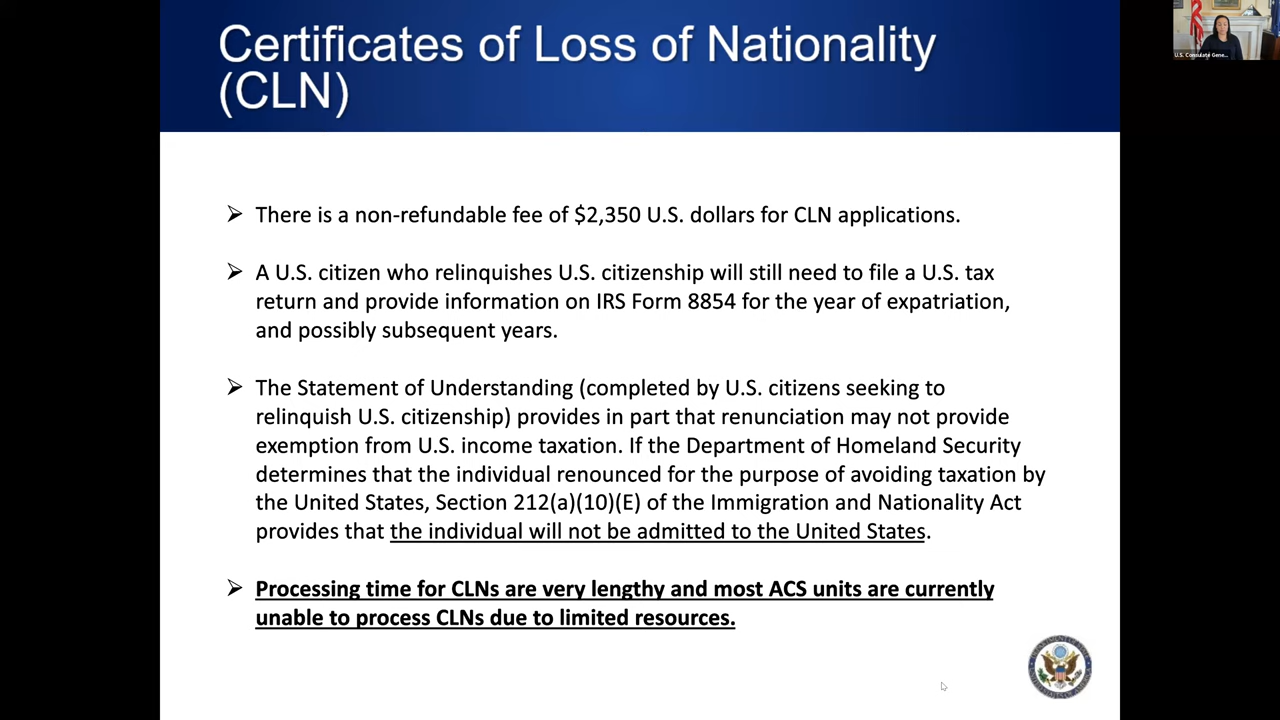 Certificates of Loss of Nationality
(CLN)
U.S. Consulate Gene...
➢ There is a non-refundable fee of $2,350 U.S. dollars for CLN applications.
➢ A U.S. citizen who relinquishes U.S. citizenship will still need to file a U.S. tax
return and provide information on IRS Form 8854 for the year of expatriation,
and possibly subsequent years.
➢ The Statement of Understanding (completed by U.S. citizens seeking to
relinquish U.S. citizenship) provides in part that renunciation may not provide
exemption from U.S. income taxation. If the Department of Homeland Security
determines that the individual renounced for the purpose of avoiding taxation by
the United States, Section 212(a)(10)(E) of the Immigration and Nationality Act
provides that the individual will not be admitted to the United States.
➢ Processing time for CLNs are very lengthy and most ACS units are currently
unable to process CLNs due to limited resources.